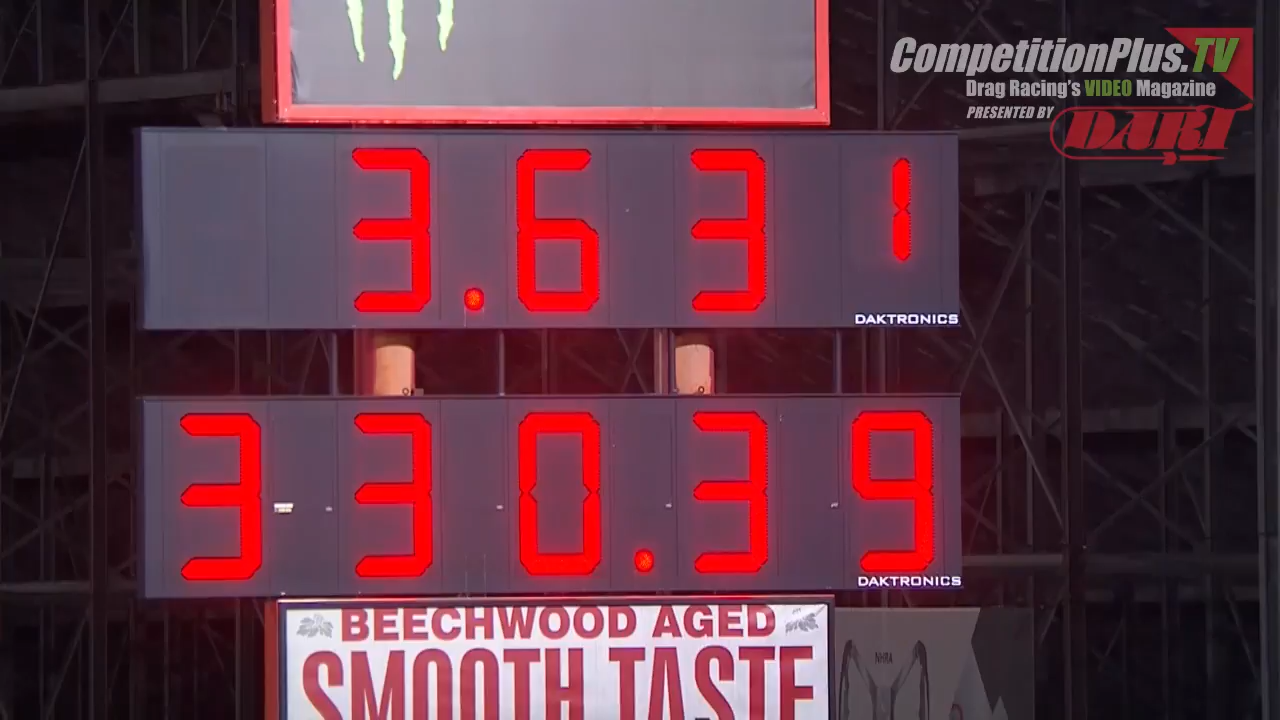 CompetitionPlus.TV
Drag Racing's VIDEO Magazine
PRESENTED BY DART
3.631
DAKTRONICS
330.39
DAKTRONICS
BEECHWOOD AGED
SMOOTH TASTE
NHRA